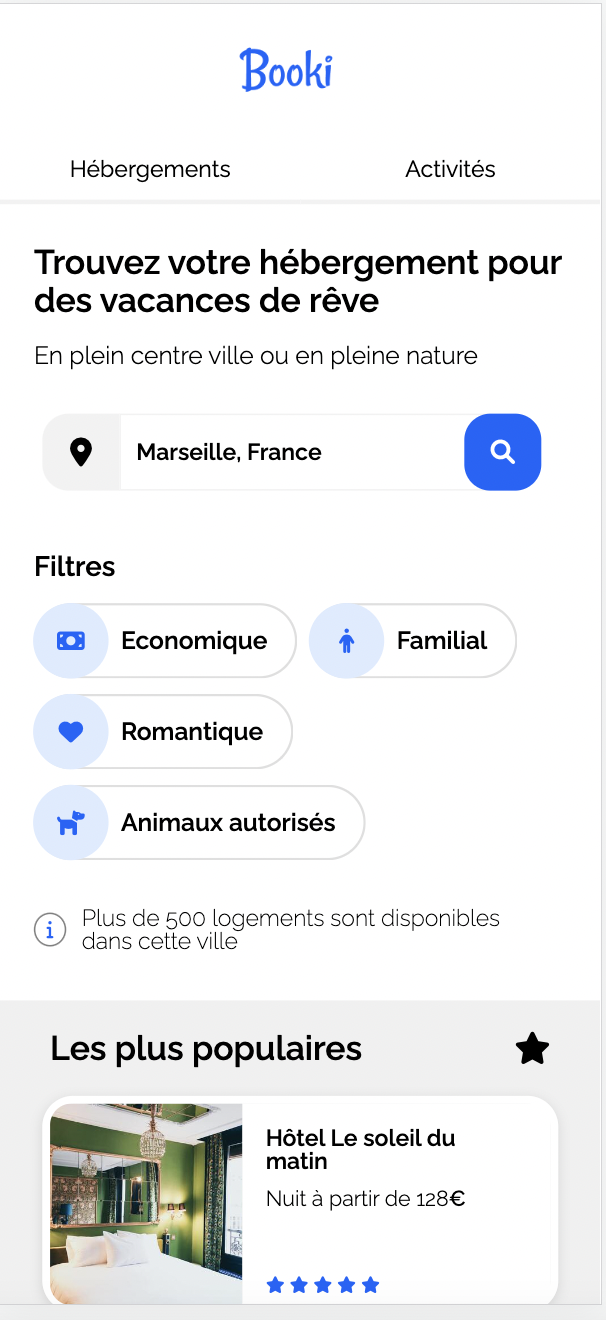 Booki
Hébergements
Activités
Trouvez votre hébergement pour
des vacances de rêve
En plein centre ville ou en pleine nature
Marseille, France
Filtres
Economique
Familial
Romantique
Animaux autorisés
Plus de 500 logements sont disponibles
dans cette ville
Les plus populaires
Hôtel Le soleil du
matin
Nuit à partir de 128€